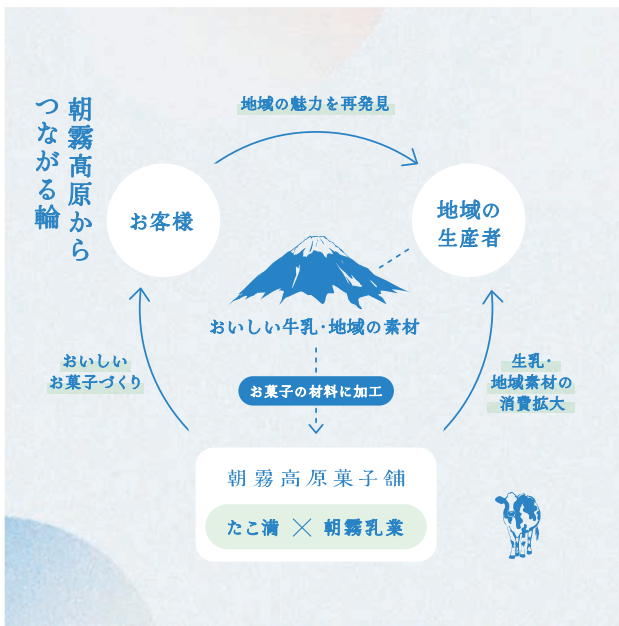 朝霧高原から
つながる輪
地域の魅力を再発見
お客様
地域の
生産者
おいしい牛乳・地域の素材
おいしい
お菓子づくり
お菓子の材料に加工
生乳・
地域素材の
消費拡大
朝霧高原菓子舗
たこ満 × 朝霧乳業